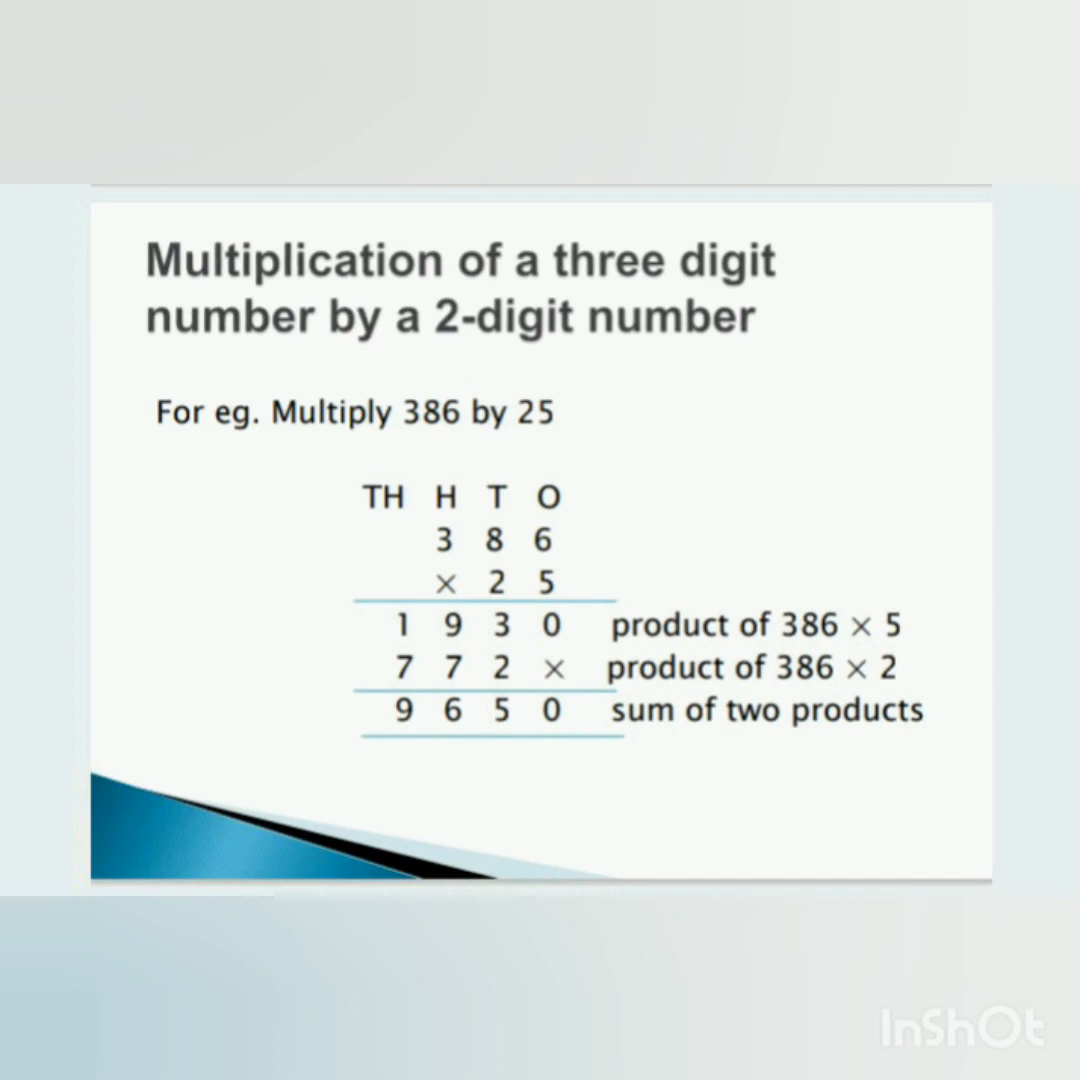 Multiplication of a three digit
number by a 2-digit number
For eg. Multiply 386 by 25
TH H T O
3 8 6
× 2 5
1 9 3 0 product of 386 × 5
7 7 2 × product of 386 × 2
9 6 5 0 sum of two products
InShOt